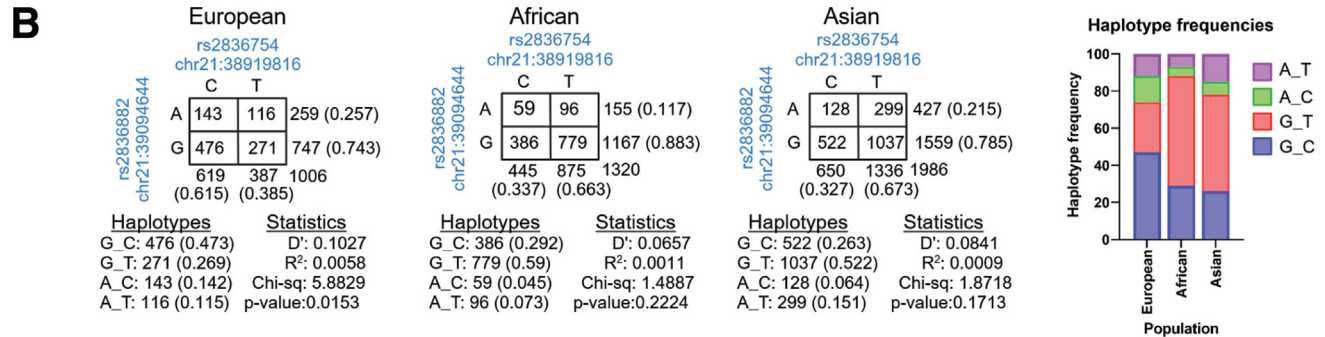 B
European
rs2836754
chr21:38919816
rs2836882
chr21:39094644
C T
A 143 116 259 (0.257)
G 476 271 747 (0.743)
619 387 1006
(0.615) (0.385)
Haplotypes
G_C: 476 (0.473)
G_T: 271 (0.269)
A_C: 143 (0.142)
A_T: 116 (0.115)
Statistics
D': 0.1027
R²: 0.0058
Chi-sq: 5.8829
p-value:0.0153
African
rs2836754
chr21:38919816
rs2836882
chr21:39094644
C T
A 59 96 155 (0.117)
G 386 779 1167 (0.883)
445 875 1320
(0.337) (0.663)
Haplotypes
G_C: 386 (0.292)
G_T: 779 (0.59)
A_C: 59 (0.045)
A_T: 96 (0.073)
Statistics
D': 0.0657
R²: 0.0011
Chi-sq: 1.4887
p-value:0.2224
Asian
rs2836754
chr21:38919816
rs2836882
chr21:39094644
C T
A 128 299 427 (0.215)
G 522 1037 1559 (0.785)
650 1336 1986
(0.327) (0.673)
Haplotypes
G_C: 522 (0.263)
G_T: 1037 (0.522)
A_C: 128 (0.064)
A_T: 299 (0.151)
Statistics
D': 0.0841
R²: 0.0009
Chi-sq: 1.8718
p-value:0.1713
Haplotype frequencies
Haplotype frequency
100
80
60
40
20
0
European
African
Asian
Population
A_T
A_C
G_T
G_C